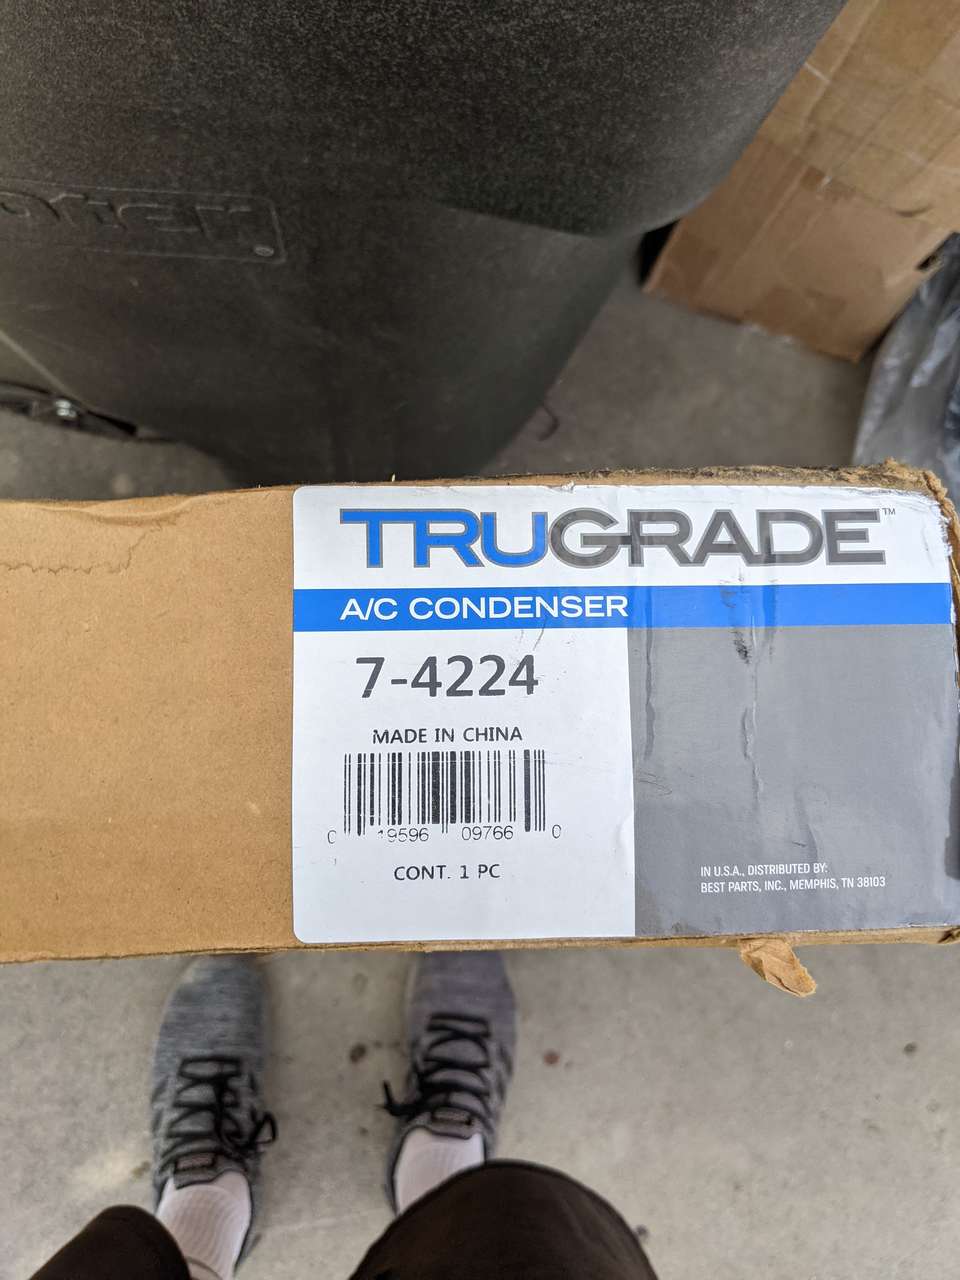 ®
TRUGRADE™
A/C CONDENSER
7-4224
MADE IN CHINA
0 19596 09766 0
CONT. 1 PC
IN U.S.A., DISTRIBUTED BY:
BEST PARTS, INC., MEMPHIS, TN 38103